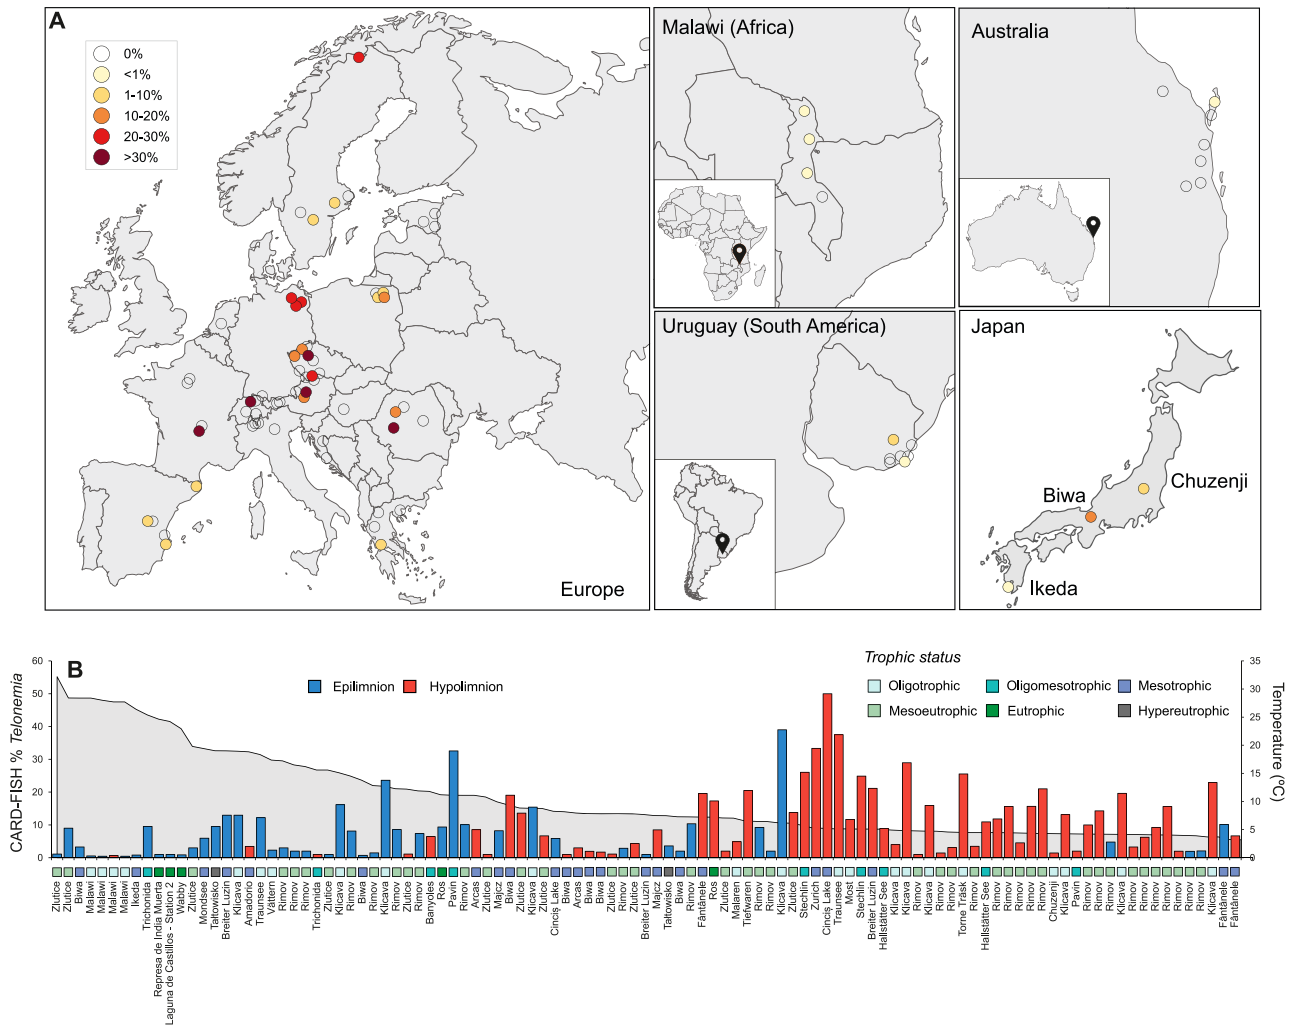 A
0%
<1%
1-10%
10-20%
20-30%
>30%
Europe
Malawi (Africa)
Australia
Uruguay (South America)
Japan
Biwa
Chuzenji
Ikeda
B
CARD-FISH % Telonemia
60
50
40
30
20
10
0
Epilimnion
Hypolimnion
Trophic status
Oligotrophic
Oligomesotrophic
Mesotrophic
Mesoeutrophic
Eutrophic
Hypereutrophic
35
30
25
20
15
10
5
0
Temperature (°C)
Zlutice
Zlutice
Biwa
Malawi
Malawi
Malawi
Malawi
Ikeda
Trichonida
Represa de India Muerta
Laguna de Castillos - Station 2
Valaby
Zlutice
Mondsee
Tałtowisko
Breiter Luzin
Klicava
Amadorio
Traunsee
Vättern
Rimov
Rimov
Rimov
Trichonida
Zlutice
Klicava
Rimov
Biwa
Rimov
Klicava
Rimov
Zlutice
Rimov
Banyoles
Ros
Pavin
Rimov
Arcas
Zlutice
Majcz
Biwa
Zlutice
Klicava
Zlutice
Cinciş Lake
Biwa
Arcas
Biwa
Biwa
Zlutice
Rimov
Zlutice
Breiter Luzin
Majcz
Tałtowisko
Biwa
Rimov
Fântânele
Ros
Zlutice
Malaren
Tiefwaren
Rimov
Rimov
Klicava
Zlutice
Stechlin
Zurich
Cinciş Lake
Traunsee
Most
Stechlin
Breiter Luzin
Hallstätter See
Klicava
Klicava
Rimov
Klicava
Rimov
Rimov
Torne Träsk
Rimov
Hallstätter See
Rimov
Rimov
Rimov
Rimov
Rimov
Chuzenji
Klicava
Pavin
Rimov
Rimov
Rimov
Klicava
Rimov
Rimov
Rimov
Rimov
Rimov
Rimov
Rimov
Klicava
Fântânele
Fântânele